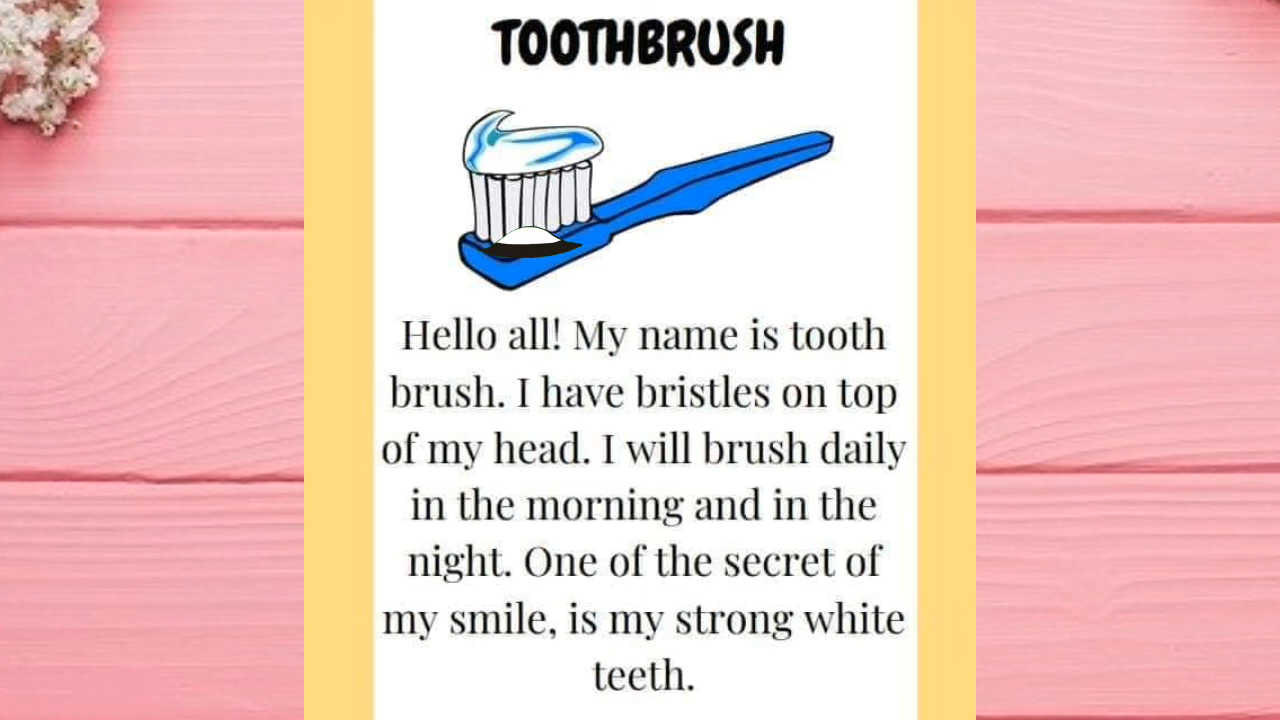 TOOTHBRUSH
Hello all! My name is tooth
brush. I have bristles on top
of my head. I will brush daily
in the morning and in the
night. One of the secret of
my smile, is my strong white
teeth.